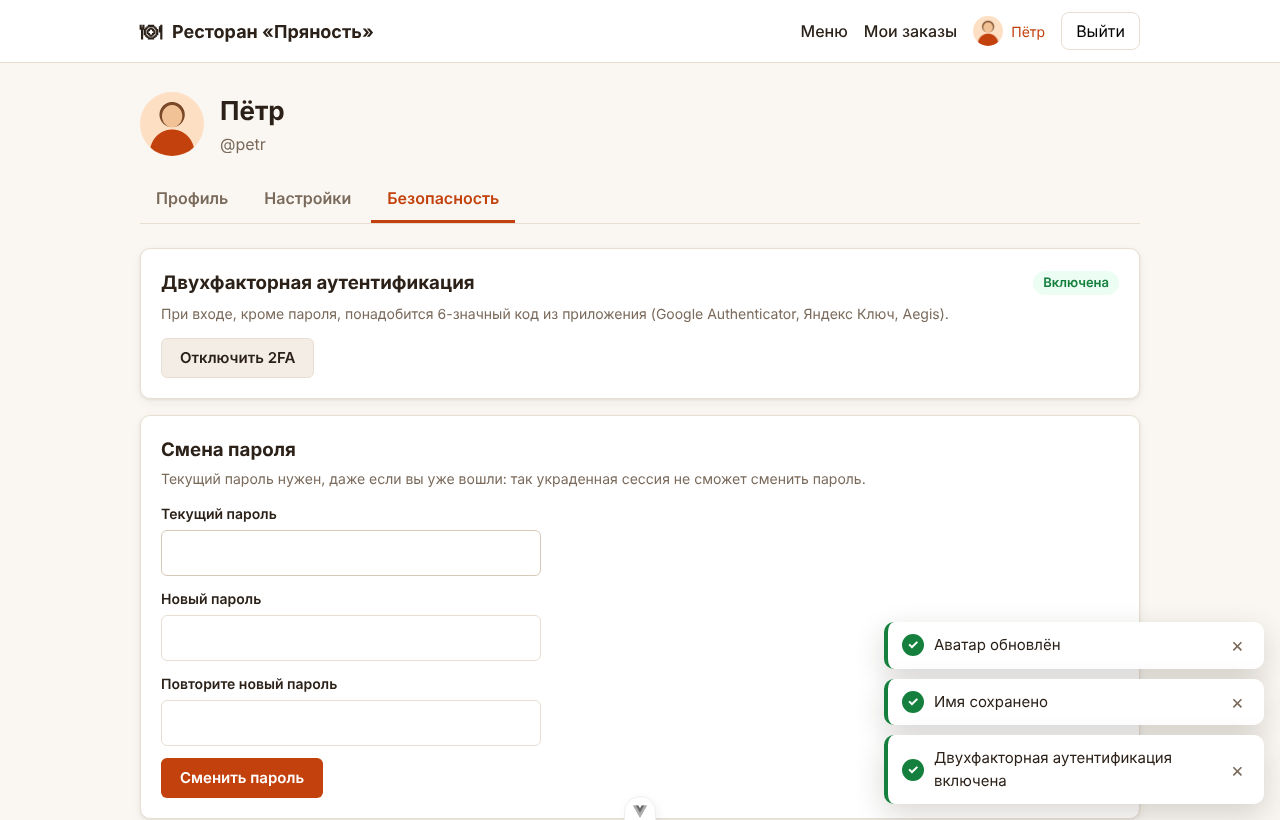 Ресторан «Пряность»
Меню
Мои заказы
Пётр
Выйти
Пётр
@petr
Профиль
Настройки
Безопасность
Двухфакторная аутентификация
Включена
При входе, кроме пароля, понадобится 6-значный код из приложения (Google Authenticator, Яндекс Ключ, Aegis).
Отключить 2FA
Смена пароля
Текущий пароль нужен, даже если вы уже вошли: так украденная сессия не сможет сменить пароль.
Текущий пароль
Новый пароль
Повторите новый пароль
Сменить пароль
Аватар обновлён
Имя сохранено
Двухфакторная аутентификация
включена